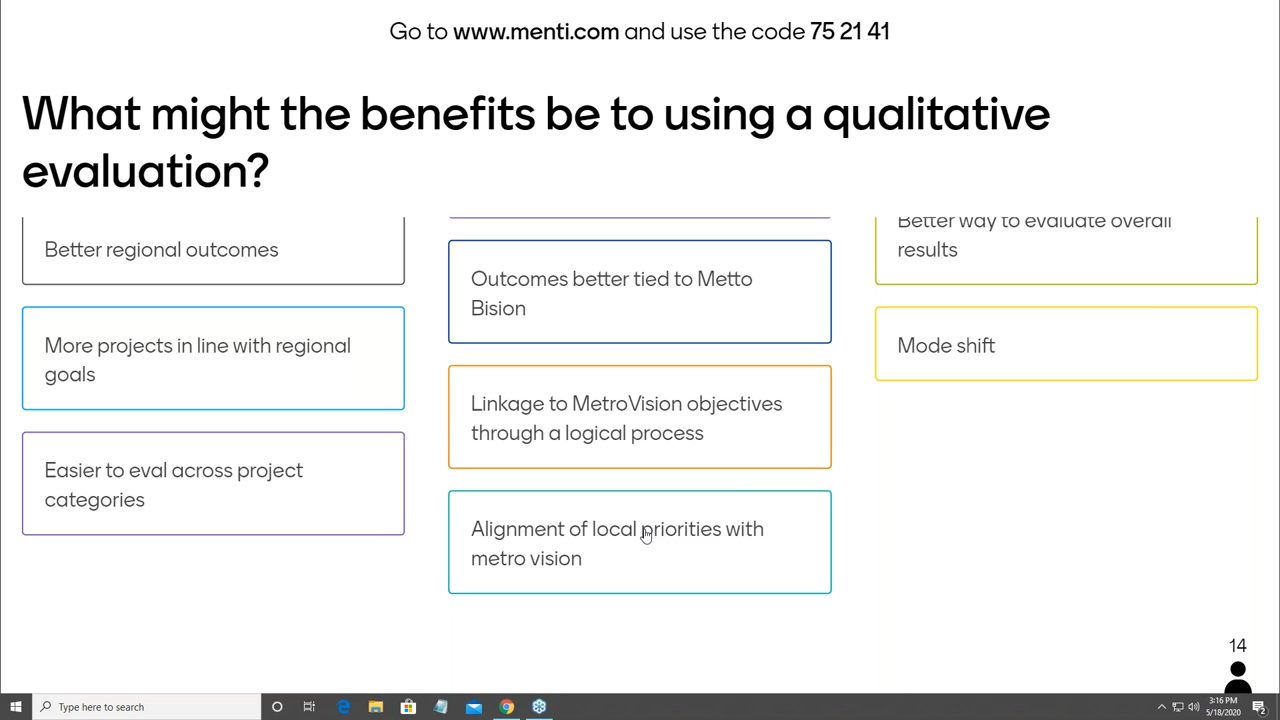 Go to www.menti.com and use the code 75 21 41
What might the benefits be to using a qualitative
evaluation?
Better regional outcomes
More projects in line with regional
goals
Easier to eval across project
categories
Outcomes better tied to Metto
Bision
Linkage to MetroVision objectives
through a logical process
Alignment of local priorities with
metro vision
Better way to evaluate overall
results
Mode shift
14
Type here to search
3:16 PM
5/18/2020
2